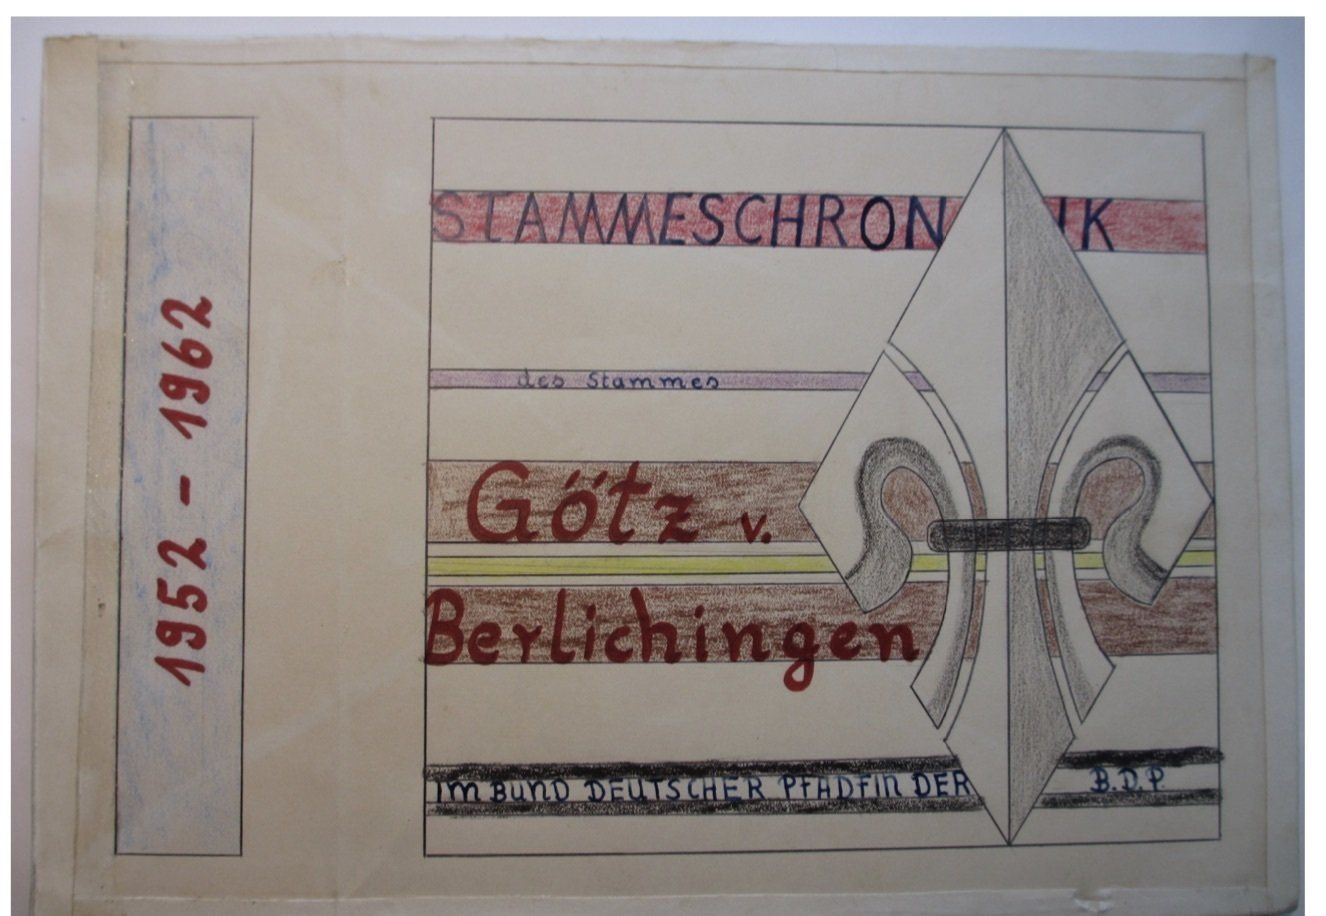 1952 - 1962
STAMMESCHRONIK
des Stammes
Götz v.
Berlichingen
IM BUND DEUTSCHER PFADFINDER B.D.P.